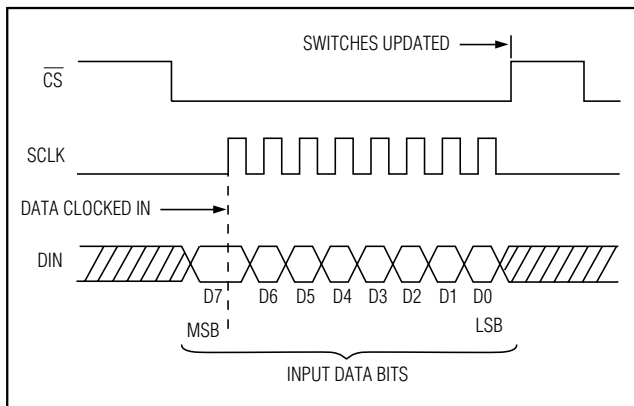 SWITCHES UPDATED
CS
SCLK
DATA CLOCKED IN
DIN
D7 D6 D5 D4 D3 D2 D1 D0
MSB LSB
INPUT DATA BITS